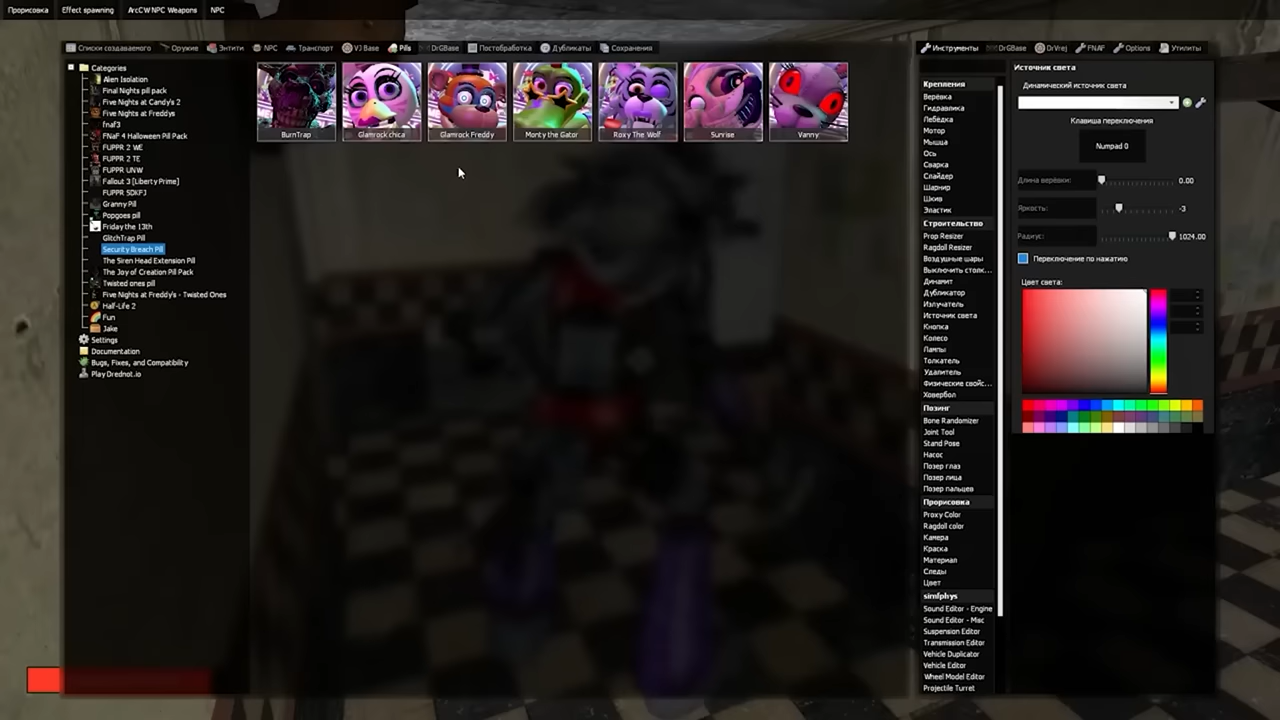 Прорисовка Effect spawning ArcCW NPC Weapons NPC
Списки создаваемого Оружие Энтити NPC Транспорт VJ Base Pils DrGBase Постобработка Дубликаты Сохранения
Инструменты DrGBase DrVrej FNAF Options Утилиты
Categories
Alien Isolation
Final Nights pill pack
Five Nights at Candy's 2
Five Nights at Freddys
fnaf3
FNaF 4 Halloween Pill Pack
FUPPR 2 WE
FUPPR 2 TE
FUPPR UNW
Fallout 3 [Liberty Prime]
FUPPR SDKFJ
Granny Pill
Popgoes pill
Friday the 13th
GlitchTrap Pill
Security Breach Pill
The Siren Head Extension Pill
The Joy of Creation Pill Pack
Twisted ones pill
Five Nights at Freddy's - Twisted Ones
Half-Life 2
Fun
Jake
Settings
Documentation
Bugs, Fixes, and Compatibility
Play Drednot.io
BurnTrap Glamrock chica Glamrock Freddy Monty the Gator Roxy The Wolf Sunrise Vanny
Крепления
Верёвка
Гидравлика
Лебёдка
Мотор
Мышца
Ось
Сварка
Слайдер
Шарнир
Шкив
Эластик
Строительство
Prop Resizer
Ragdoll Resizer
Воздушные шары
Выключить столк...
Динамит
Дубликатор
Излучатель
Источник света
Кнопка
Колесо
Лампы
Толкатель
Удалитель
Физические свойс...
Ховербол
Позинг
Bone Randomizer
Joint Tool
Stand Pose
Насос
Позер глаз
Позер лица
Позер пальцев
Прорисовка
Proxy Color
Ragdoll color
Камера
Краска
Материал
Следы
Цвет
simfphys
Sound Editor - Engine
Sound Editor - Misc
Suspension Editor
Transmission Editor
Vehicle Duplicator
Vehicle Editor
Wheel Model Editor
Projectile Turret
Источник света
Динамический источник света
Клавиша переключения
Numpad 0
Длина верёвки: 0.00
Яркость: -3
Радиус: 1024.00
Переключение по нажатию
Цвет света: